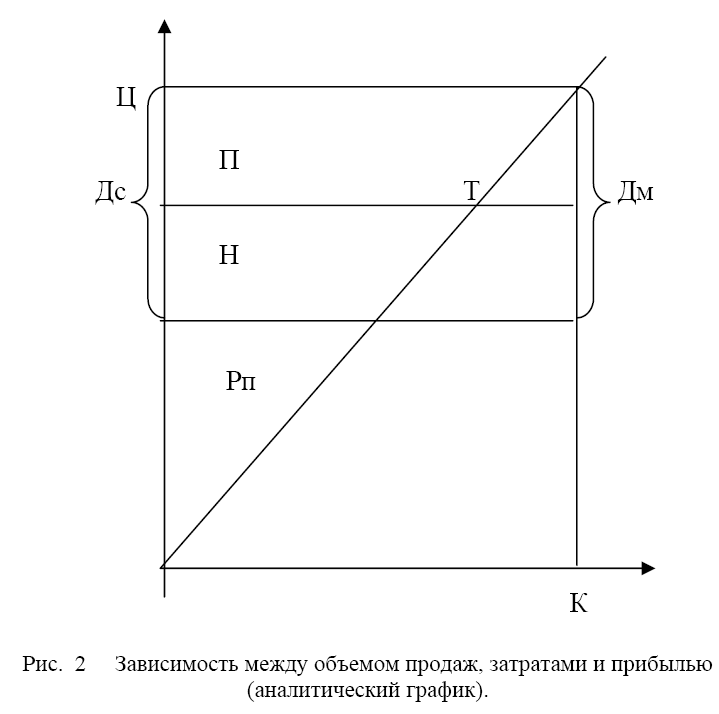 Ц
П
Дс
Т
Дм
Н
Рп
К
Рис. 2 Зависимость между объемом продаж, затратами и прибылью
(аналитический график).